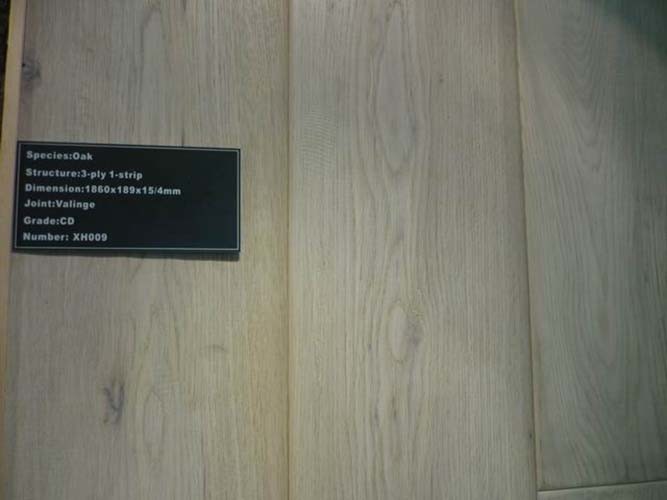 Species:Oak
Structure:3-ply 1-strip
Dimension:1860x189x15/4mm
Joint:Valinge
Grade:CD
Number: XH009